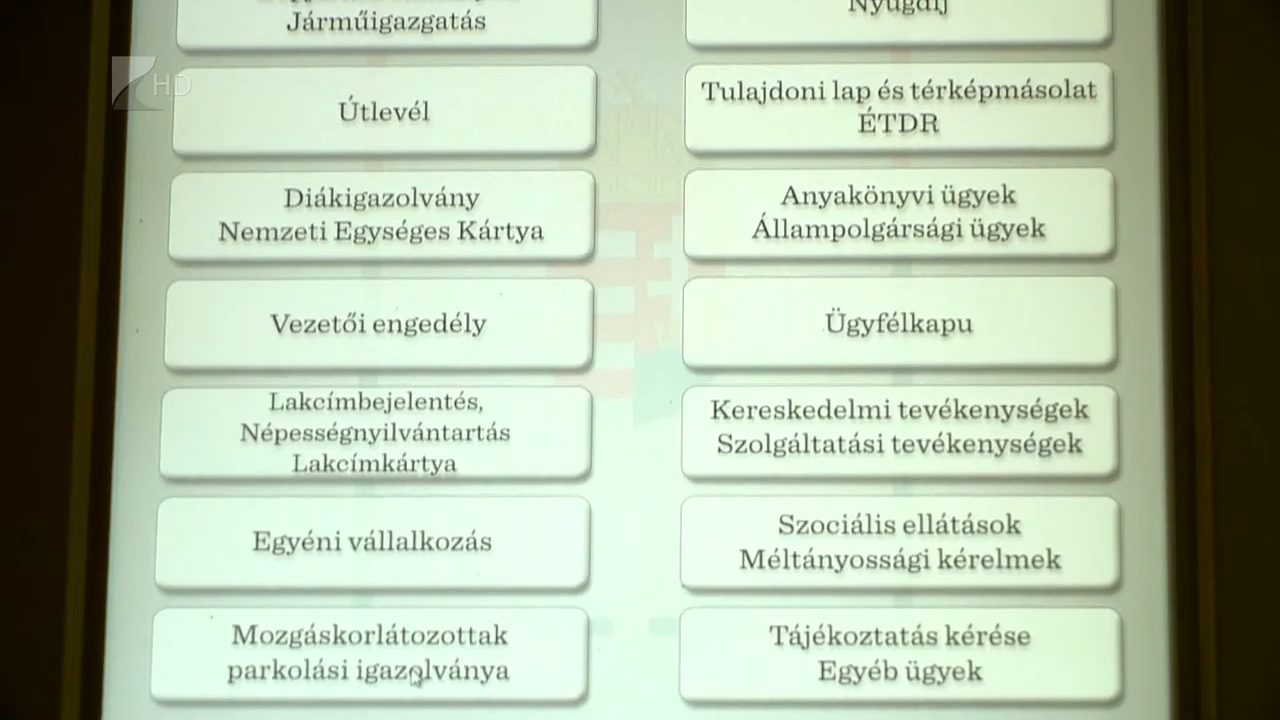 Járműigazgatás
Nyugdíj
HD
Útlevél
Tulajdoni lap és térképmásolat
ÉTDR
Diákigazolvány
Nemzeti Egységes Kártya
Anyakönyvi ügyek
Állampolgársági ügyek
Vezetői engedély
Ügyfélkapu
Lakcímbejelentés,
Népességnyilvántartás
Lakcímkártya
Kereskedelmi tevékenységek
Szolgáltatási tevékenységek
Egyéni vállalkozás
Szociális ellátások
Méltányossági kérelmek
Mozgáskorlátozottak
parkolási igazolványa
Tájékoztatás kérése
Egyéb ügyek